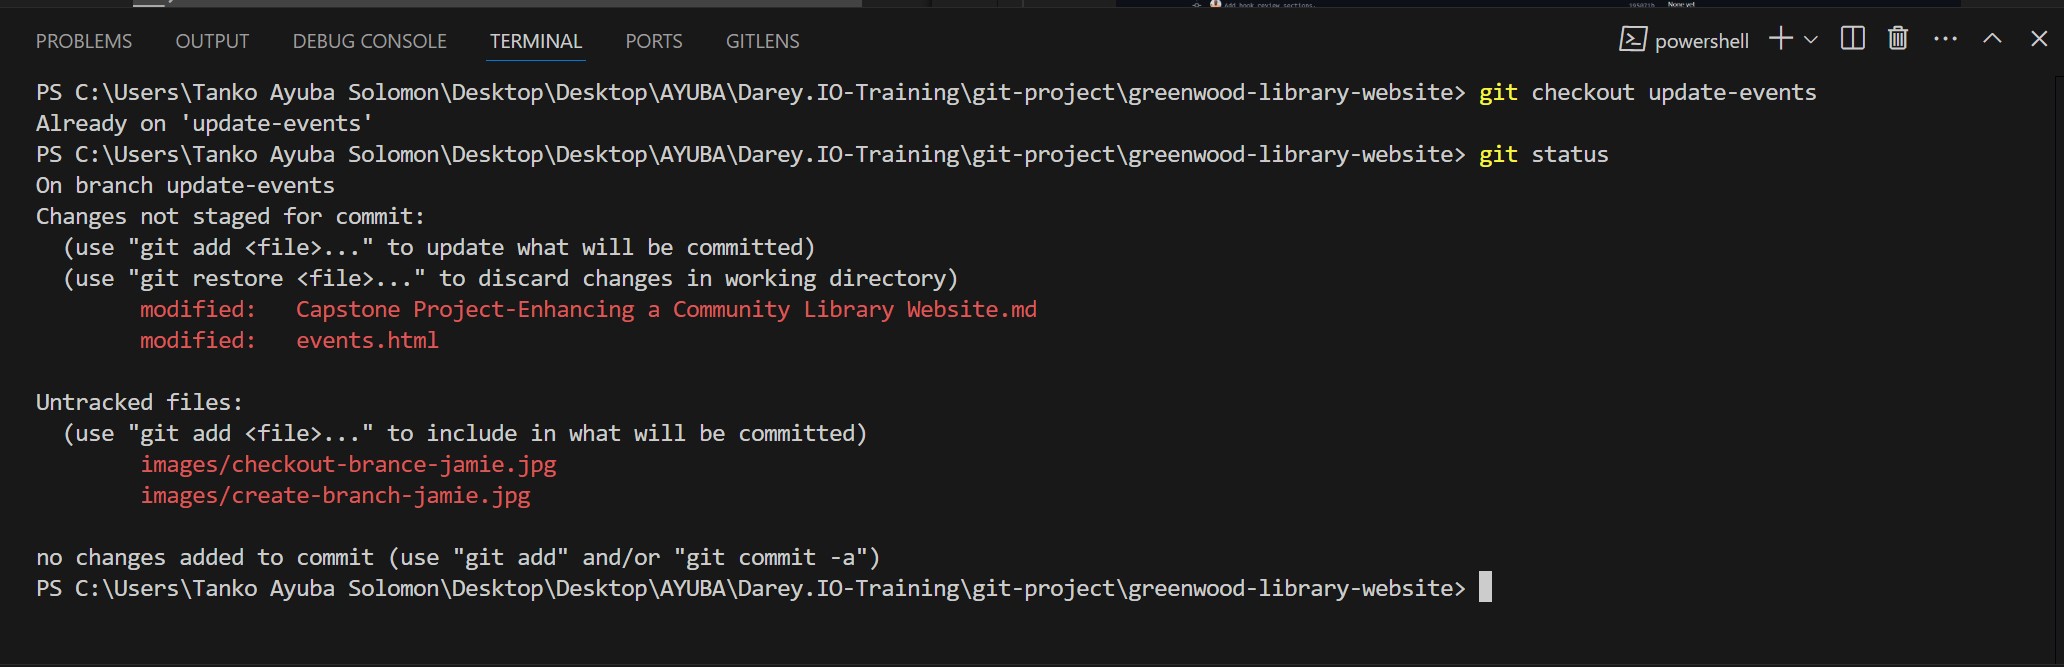 Add book review sections.
None yet
PROBLEMS OUTPUT DEBUG CONSOLE TERMINAL PORTS GITLENS powershell
PS C:\Users\Tanko Ayuba Solomon\Desktop\Desktop\AYUBA\Darey.IO-Training\git-project\greenwood-library-website> git checkout update-events
Already on 'update-events'
PS C:\Users\Tanko Ayuba Solomon\Desktop\Desktop\AYUBA\Darey.IO-Training\git-project\greenwood-library-website> git status
On branch update-events
Changes not staged for commit:
  (use "git add <file>..." to update what will be committed)
  (use "git restore <file>..." to discard changes in working directory)
        modified:   Capstone Project-Enhancing a Community Library Website.md
        modified:   events.html
Untracked files:
  (use "git add <file>..." to include in what will be committed)
        images/checkout-brance-jamie.jpg
        images/create-branch-jamie.jpg
no changes added to commit (use "git add" and/or "git commit -a")
PS C:\Users\Tanko Ayuba Solomon\Desktop\Desktop\AYUBA\Darey.IO-Training\git-project\greenwood-library-website>